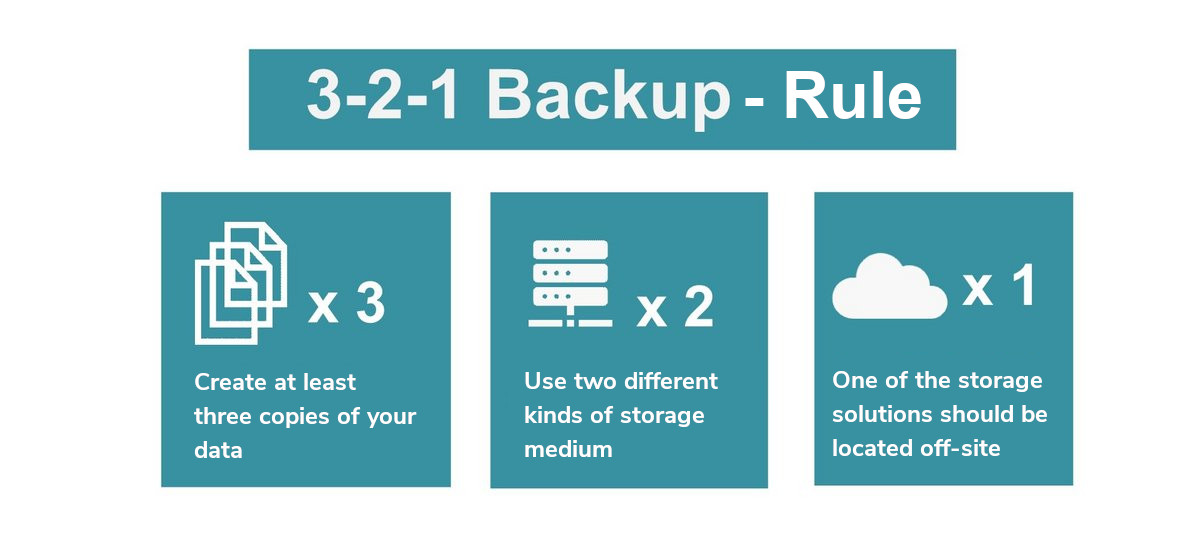 3-2-1 Backup - Rule
x 3
Create at least
three copies of your
data
x 2
Use two different
kinds of storage
medium
x 1
One of the storage
solutions should be
located off-site